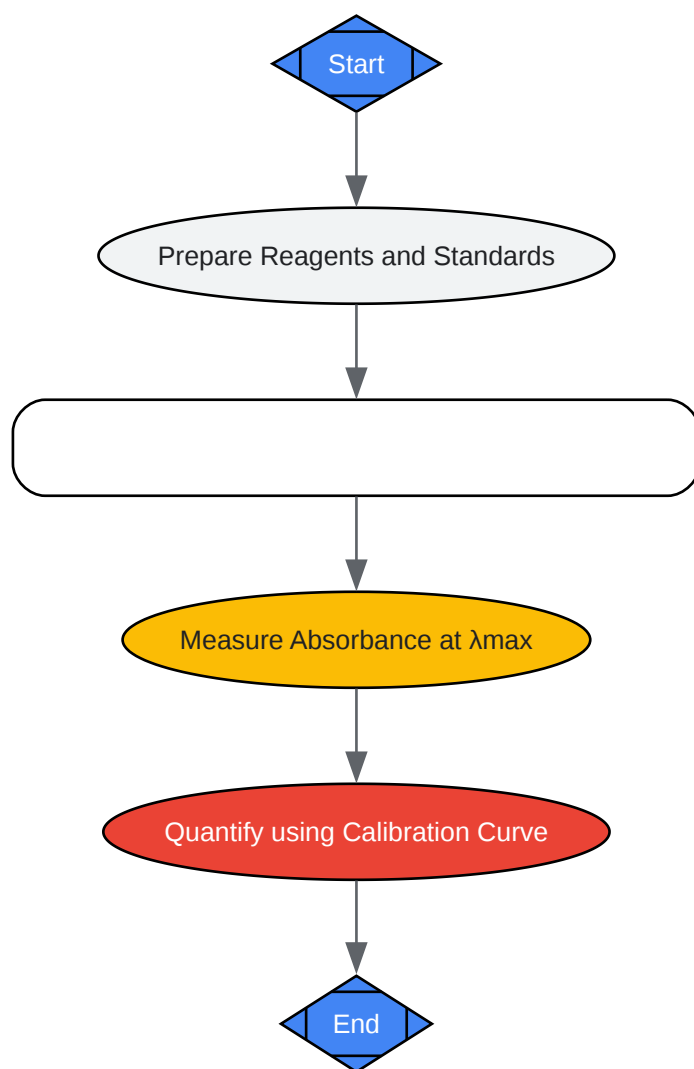 Start
Prepare Reagents and Standards
Measure Absorbance at λmax
Quantify using Calibration Curve
End